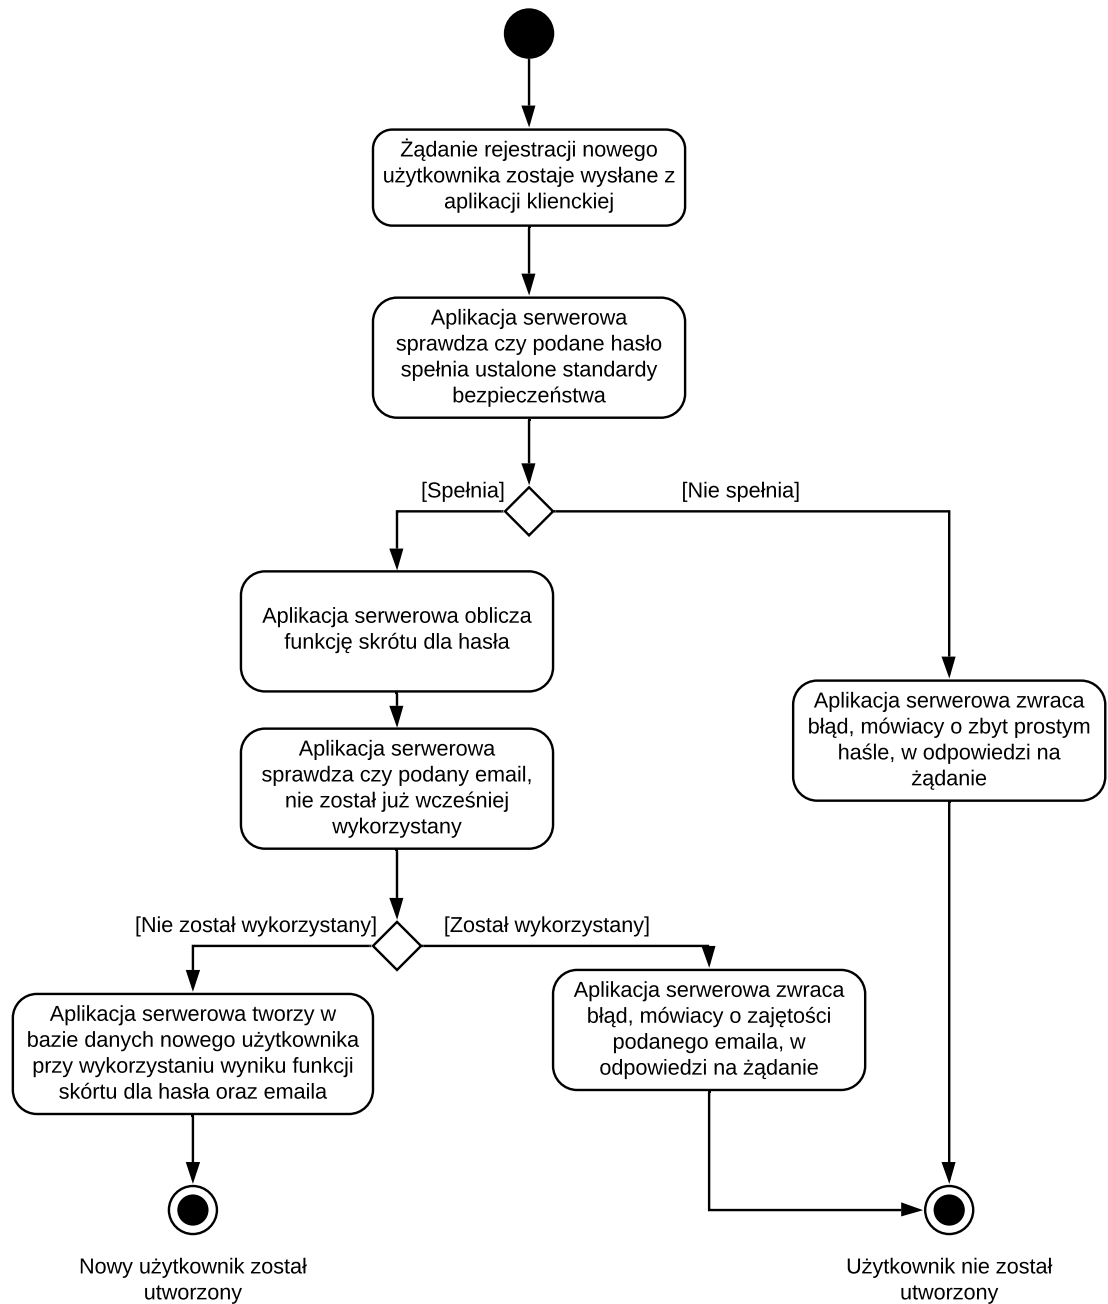 Żądanie rejestracji nowego
użytkownika zostaje wysłane z
aplikacji klienckiej
Aplikacja serwerowa
sprawdza czy podane hasło
spełnia ustalone standardy
bezpieczeństwa
[Spełnia]
[Nie spełnia]
Aplikacja serwerowa oblicza
funkcję skrótu dla hasła
Aplikacja serwerowa zwraca
błąd, mówiacy o zbyt prostym
haśle, w odpowiedzi na
żądanie
Aplikacja serwerowa
sprawdza czy podany email,
nie został już wcześniej
wykorzystany
[Nie został wykorzystany]
[Został wykorzystany]
Aplikacja serwerowa tworzy w
bazie danych nowego użytkownika
przy wykorzystaniu wyniku funkcji
skórtu dla hasła oraz emaila
Aplikacja serwerowa zwraca
błąd, mówiacy o zajętości
podanego emaila, w
odpowiedzi na żądanie
Nowy użytkownik został
utworzony
Użytkownik nie został
utworzony